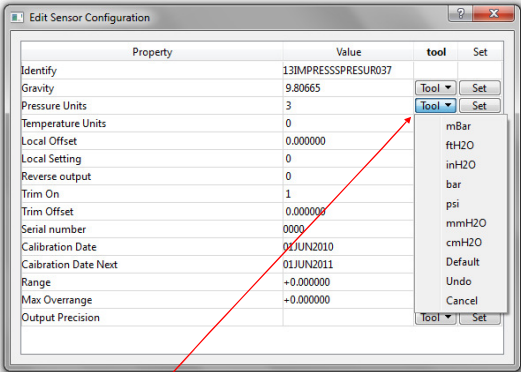 Edit Sensor Configuration
Property Value tool Set
Identify 13IMPRESSSPRESUR037
Gravity 9.80665 Tool Set
Pressure Units 3 Tool Set
Temperature Units 0
Local Offset 0.000000
Local Setting 0
Reverse output 0
Trim On 1
Trim Offset 0.000000
Serial number 0000
Calibration Date 01JUN2010
Caibration Date Next 01JUN2011
Range +0.000000
Max Overrange +0.000000
Output Precision Tool Set
mBar
ftH2O
inH2O
bar
psi
mmH2O
cmH2O
Default
Undo
Cancel